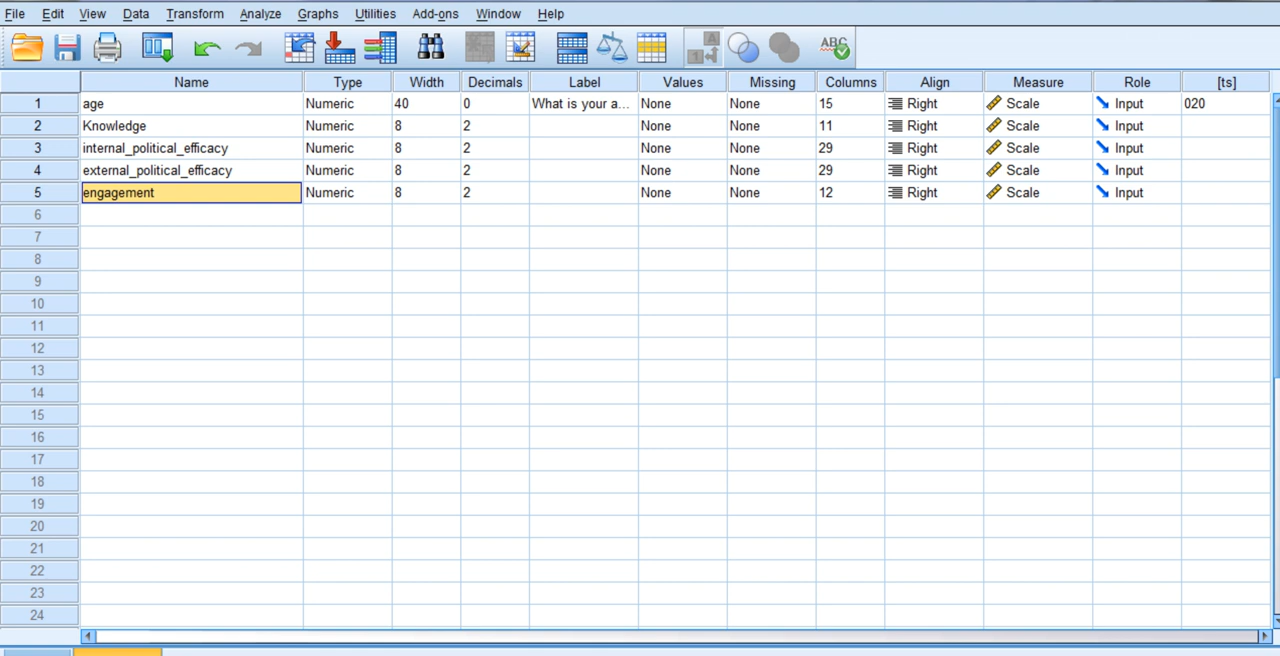 File Edit View Data Transform Analyze Graphs Utilities Add-ons Window Help
A
14
ABC
Name Type Width Decimals Label Values Missing Columns Align Measure Role [ts]
1 age Numeric 40 0 What is your a... None None 15 Right Scale Input 020
2 Knowledge Numeric 8 2 None None 11 Right Scale Input
3 internal_political_efficacy Numeric 8 2 None None 29 Right Scale Input
4 external_political_efficacy Numeric 8 2 None None 29 Right Scale Input
5 engagement Numeric 8 2 None None 12 Right Scale Input
6
7
8
9
10
11
12
13
14
15
16
17
18
19
20
21
22
23
24